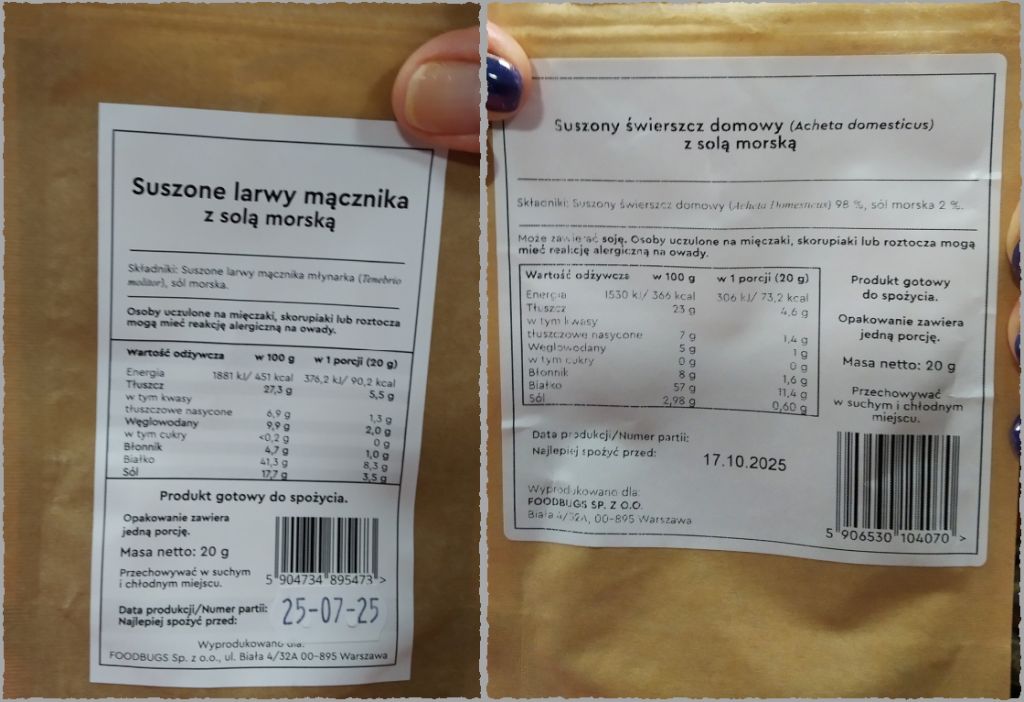 Suszone larwy mącznika
z solą morską
Składniki: Suszone larwy mącznika młynarka (Tenebrio
molitor), sól morska.
Osoby uczulone na mięczaki, skorupiaki lub roztocza
mogą mieć reakcję alergiczną na owady.
Wartość odżywcza w 100 g w 1 porcji (20 g)
Energia 1881 kJ/ 451 kcal 376,2 kJ/ 90,2 kcal
Tłuszcz 27,3 g 5,5 g
w tym kwasy
tłuszczowe nasycone 6,9 g 1,3 g
Węglowodany 9,9 g 2,0 g
w tym cukry <0,2 g 0 g
Błonnik 4,7 g 1,0 g
Białko 41,3 g 8,3 g
Sól 17,7 g 3,5 g
Produkt gotowy do spożycia.
Opakowanie zawiera
jedną porcję.
Masa netto: 20 g
Przechowywać w suchym
i chłodnym miejscu.
5 904734 895473 >
Data produkcji/Numer partii:
Najlepiej spożyć przed:
25-07-25
Wyprodukowano dla:
FOODBUGS Sp. z o.o., ul. Biała 4/32A 00-895 Warszawa
Suszony świerszcz domowy (Acheta domesticus)
z solą morską
Składniki: Suszony świerszcz domowy (Acheta Domesticus) 98 %, sól morska 2 %.
Może zawierać soję. Osoby uczulone na mięczaki, skorupiaki lub roztocza mogą
mieć reakcję alergiczną na owady.
Wartość odżywcza w 100 g w 1 porcji (20 g)
Energia 1530 kJ/ 366 kcal 306 kJ/ 73,2 kcal
Tłuszcz 23 g 4,6 g
w tym kwasy
tłuszczowe nasycone 7 g 1,4 g
Węglowodany 5 g 1 g
w tym cukry 0 g 0 g
Błonnik 8 g 1,6 g
Białko 57 g 11,4 g
Sól 2,98 g 0,60 g
Produkt gotowy
do spożycia.
Opakowanie zawiera
jedną porcję.
Masa netto: 20 g
Przechowywać
w suchym i chłodnym
miejscu.
Data produkcji/Numer partii:
Najlepiej spożyć przed:
17.10.2025
Wyprodukowano dla:
FOODBUGS SP. Z O.O.
Biała 4/32A, 00-895 Warszawa
5 906530 104070 >